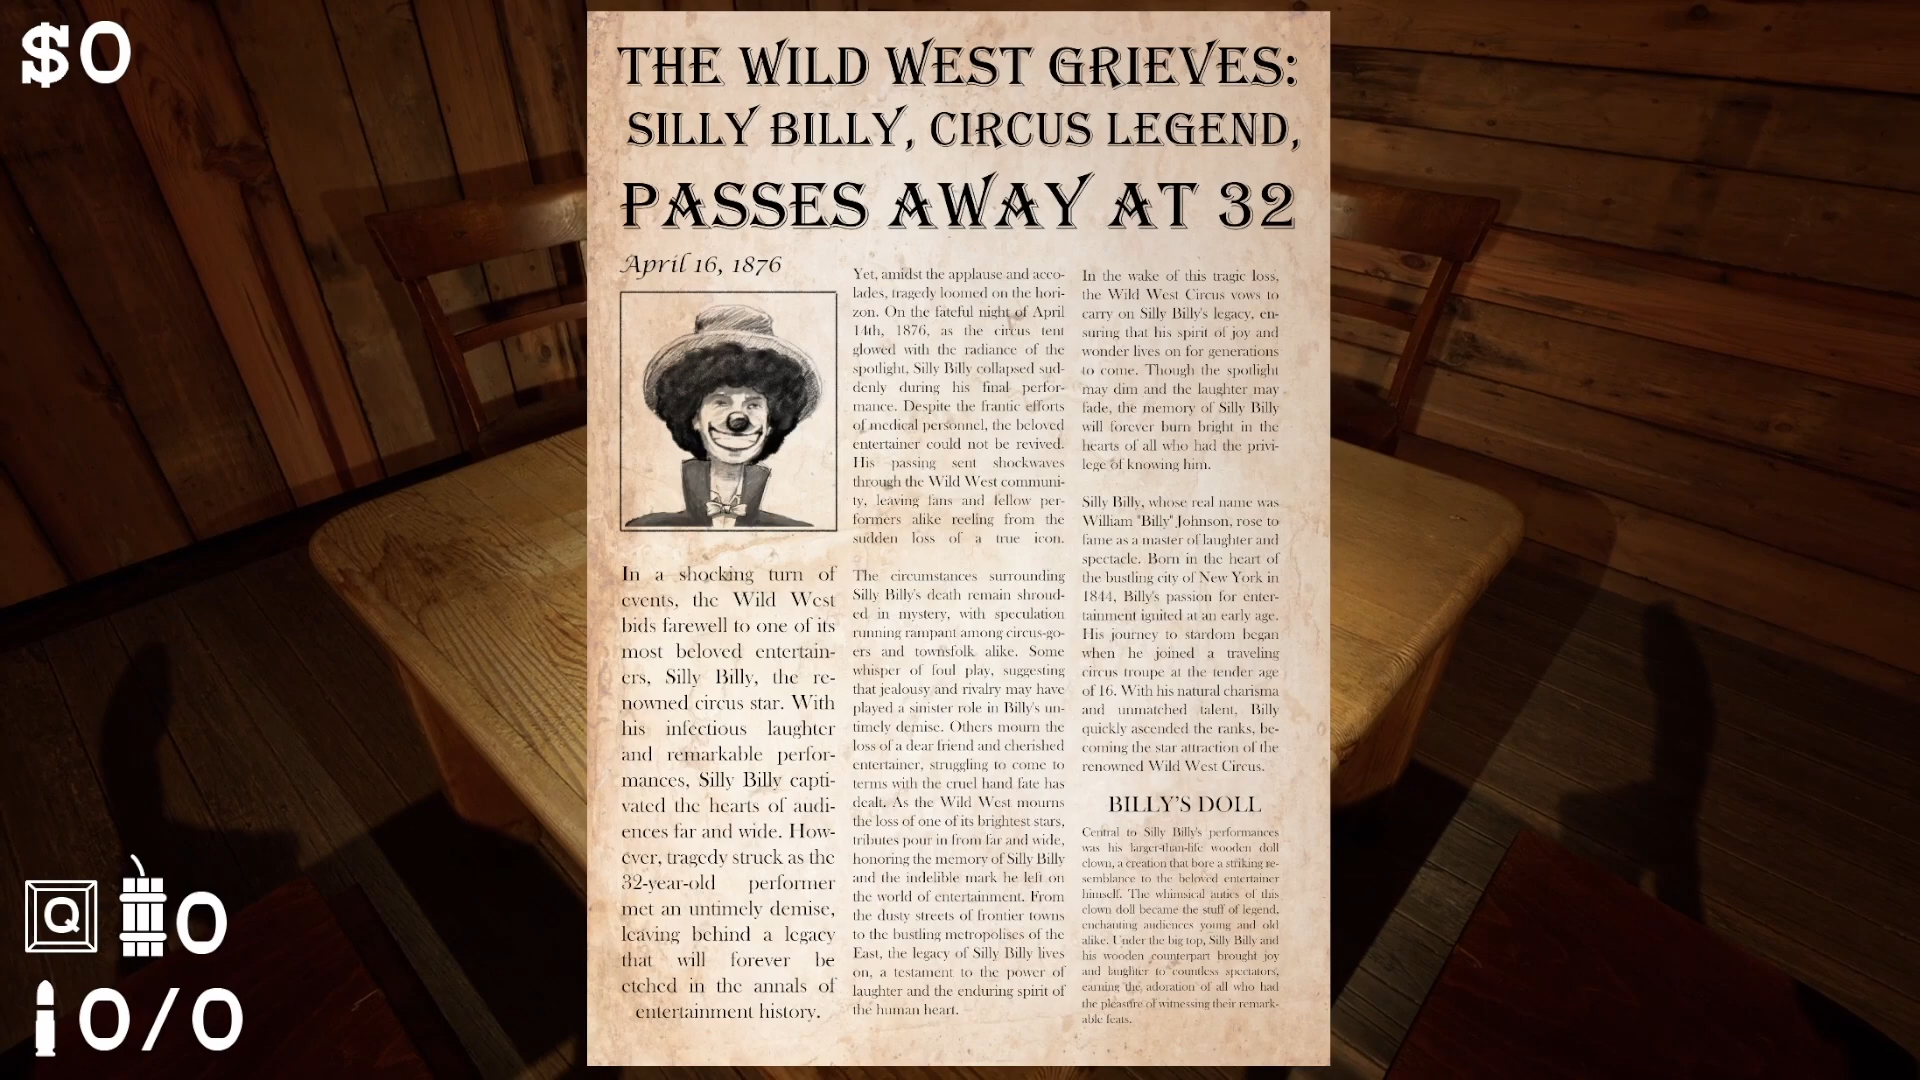 $0
THE WILD WEST GRIEVES:
SILLY BILLY, CIRCUS LEGEND,
PASSES AWAY AT 32
April 16, 1876
In a shocking turn of
events, the Wild West
bids farewell to one of its
most beloved entertain-
ers, Silly Billy, the re-
nowned circus star. With
his infectious laughter
and remarkable perfor-
mances, Silly Billy capti-
vated the hearts of audi-
ences far and wide. How-
ever, tragedy struck as the
32-year-old performer
met an untimely demise,
leaving behind a legacy
that will forever be
etched in the annals of
entertainment history.
Yet, amidst the applause and acco-
lades, tragedy loomed on the hori-
zon. On the fateful night of April
14th, 1876, as the circus tent
glowed with the radiance of the
spotlight, Silly Billy collapsed sud-
denly during his final perfor-
mance. Despite the frantic efforts
of medical personnel, the beloved
entertainer could not be revived.
His passing sent shockwaves
through the Wild West communi-
ty, leaving fans and fellow per-
formers alike reeling from the
sudden loss of a true icon.
The circumstances surrounding
Silly Billy's death remain shroud-
ed in mystery, with speculation
running rampant among circus-go-
ers and townsfolk alike. Some
whisper of foul play, suggesting
that jealousy and rivalry may have
played a sinister role in Billy's un-
timely demise. Others mourn the
loss of a dear friend and cherished
entertainer, struggling to come to
terms with the cruel hand fate has
dealt. As the Wild West mourns
the loss of one of its brightest stars,
tributes pour in from far and wide,
honoring the memory of Silly Billy
and the indelible mark he left on
the world of entertainment. From
the dusty streets of frontier towns
to the bustling metropolises of the
East, the legacy of Silly Billy lives
on, a testament to the power of
laughter and the enduring spirit of
the human heart.
In the wake of this tragic loss,
the Wild West Circus vows to
carry on Silly Billy's legacy, en-
suring that his spirit of joy and
wonder lives on for generations
to come. Though the spotlight
may dim and the laughter may
fade, the memory of Silly Billy
will forever burn bright in the
hearts of all who had the privi-
lege of knowing him.
Silly Billy, whose real name was
William "Billy" Johnson, rose to
fame as a master of laughter and
spectacle. Born in the heart of
the bustling city of New York in
1844, Billy's passion for enter-
tainment ignited at an early age.
His journey to stardom began
when he joined a traveling
circus troupe at the tender age
of 16. With his natural charisma
and unmatched talent, Billy
quickly ascended the ranks, be-
coming the star attraction of the
renowned Wild West Circus.
BILLY'S DOLL
Central to Silly Billy's performances
was his larger-than-life wooden doll
clown, a creation that bore a striking re-
semblance to the beloved entertainer
himself. The whimsical antics of this
clown doll became the stuff of legend,
enchanting audiences young and old
alike. Under the big top, Silly Billy and
his wooden counterpart brought joy
and laughter to countless spectators,
earning the adoration of all who had
the pleasure of witnessing their remark-
able feats.
Q 0
0/0